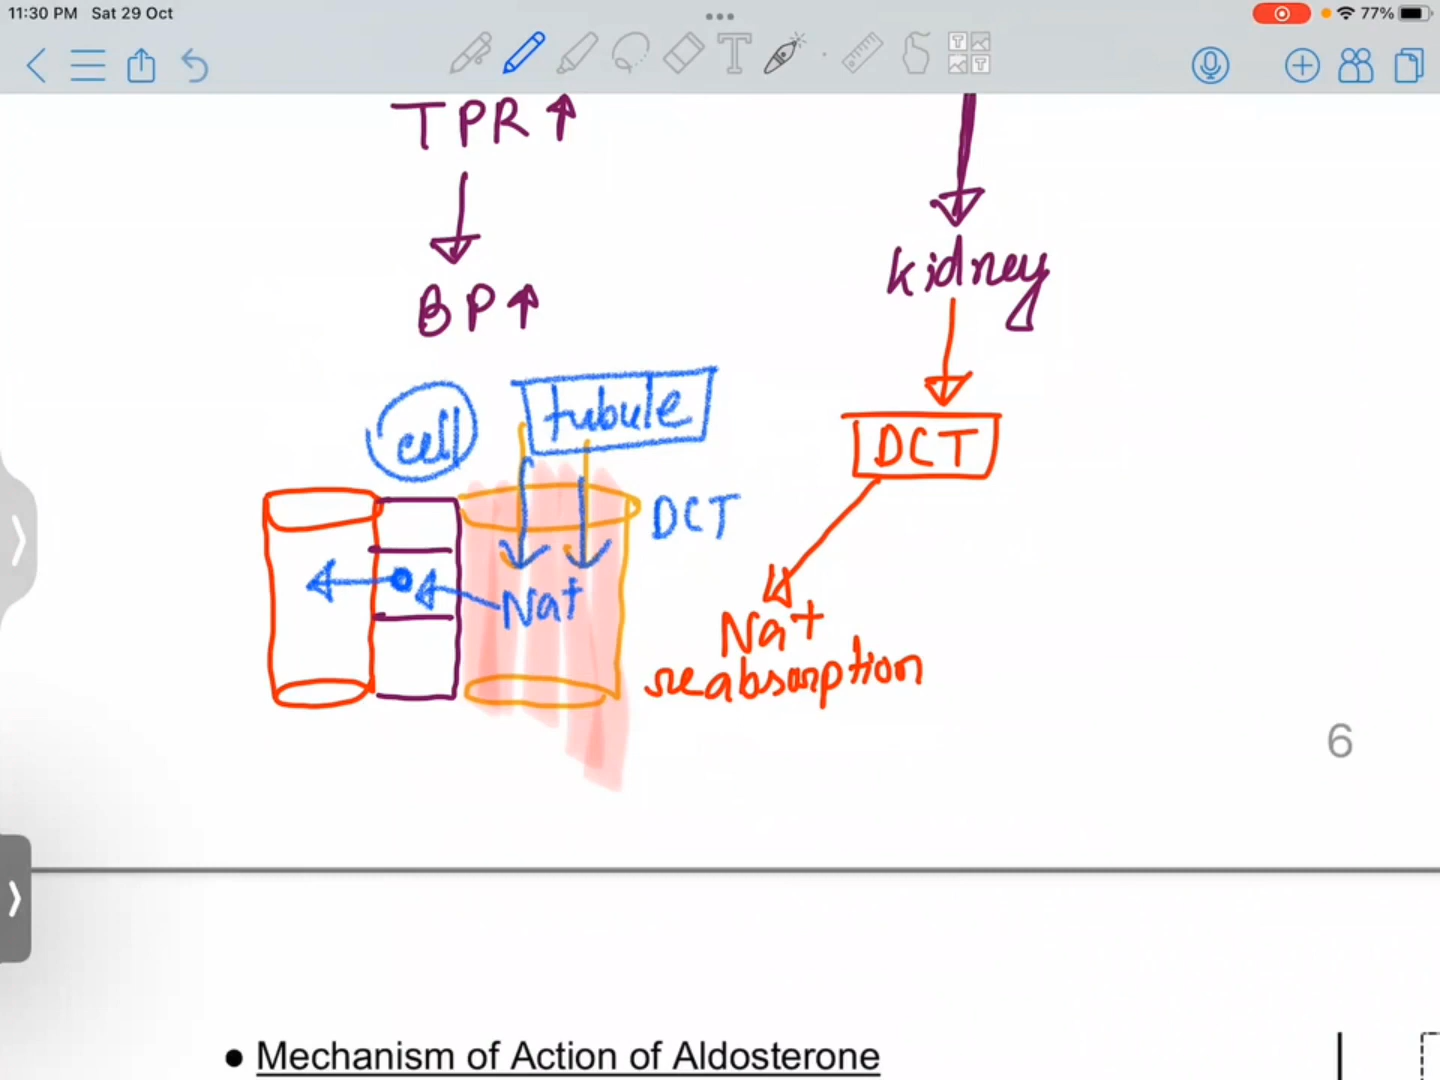 11:30 PM Sat 29 Oct
77%
TPR ↑
BP ↑
kidney
cell
tubule
DCT
DCT
Na+
Na+
reabsorption
6
• Mechanism of Action of Aldosterone